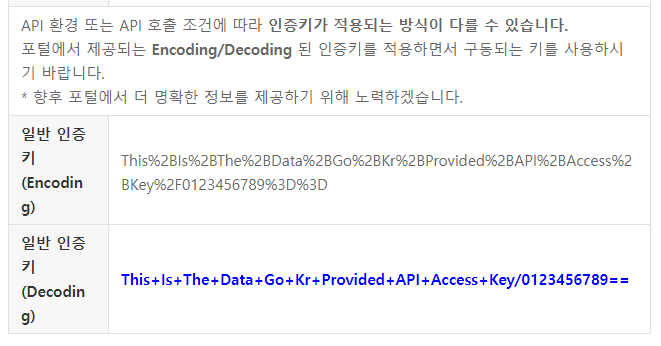 API 환경 또는 API 호출 조건에 따라 인증키가 적용되는 방식이 다를 수 있습니다.
포털에서 제공되는 Encoding/Decoding 된 인증키를 적용하면서 구동되는 키를 사용하시
기 바랍니다.
* 향후 포털에서 더 명확한 정보를 제공하기 위해 노력하겠습니다.
일반 인증
키
(Encodin
g)
This%2BIs%2BThe%2BData%2BGo%2BKr%2BProvided%2BAPI%2BAccess%2
BKey%2F0123456789%3D%3D
일반 인증
키
(Decodin
g)
This+Is+The+Data+Go+Kr+Provided+API+Access+Key/0123456789==